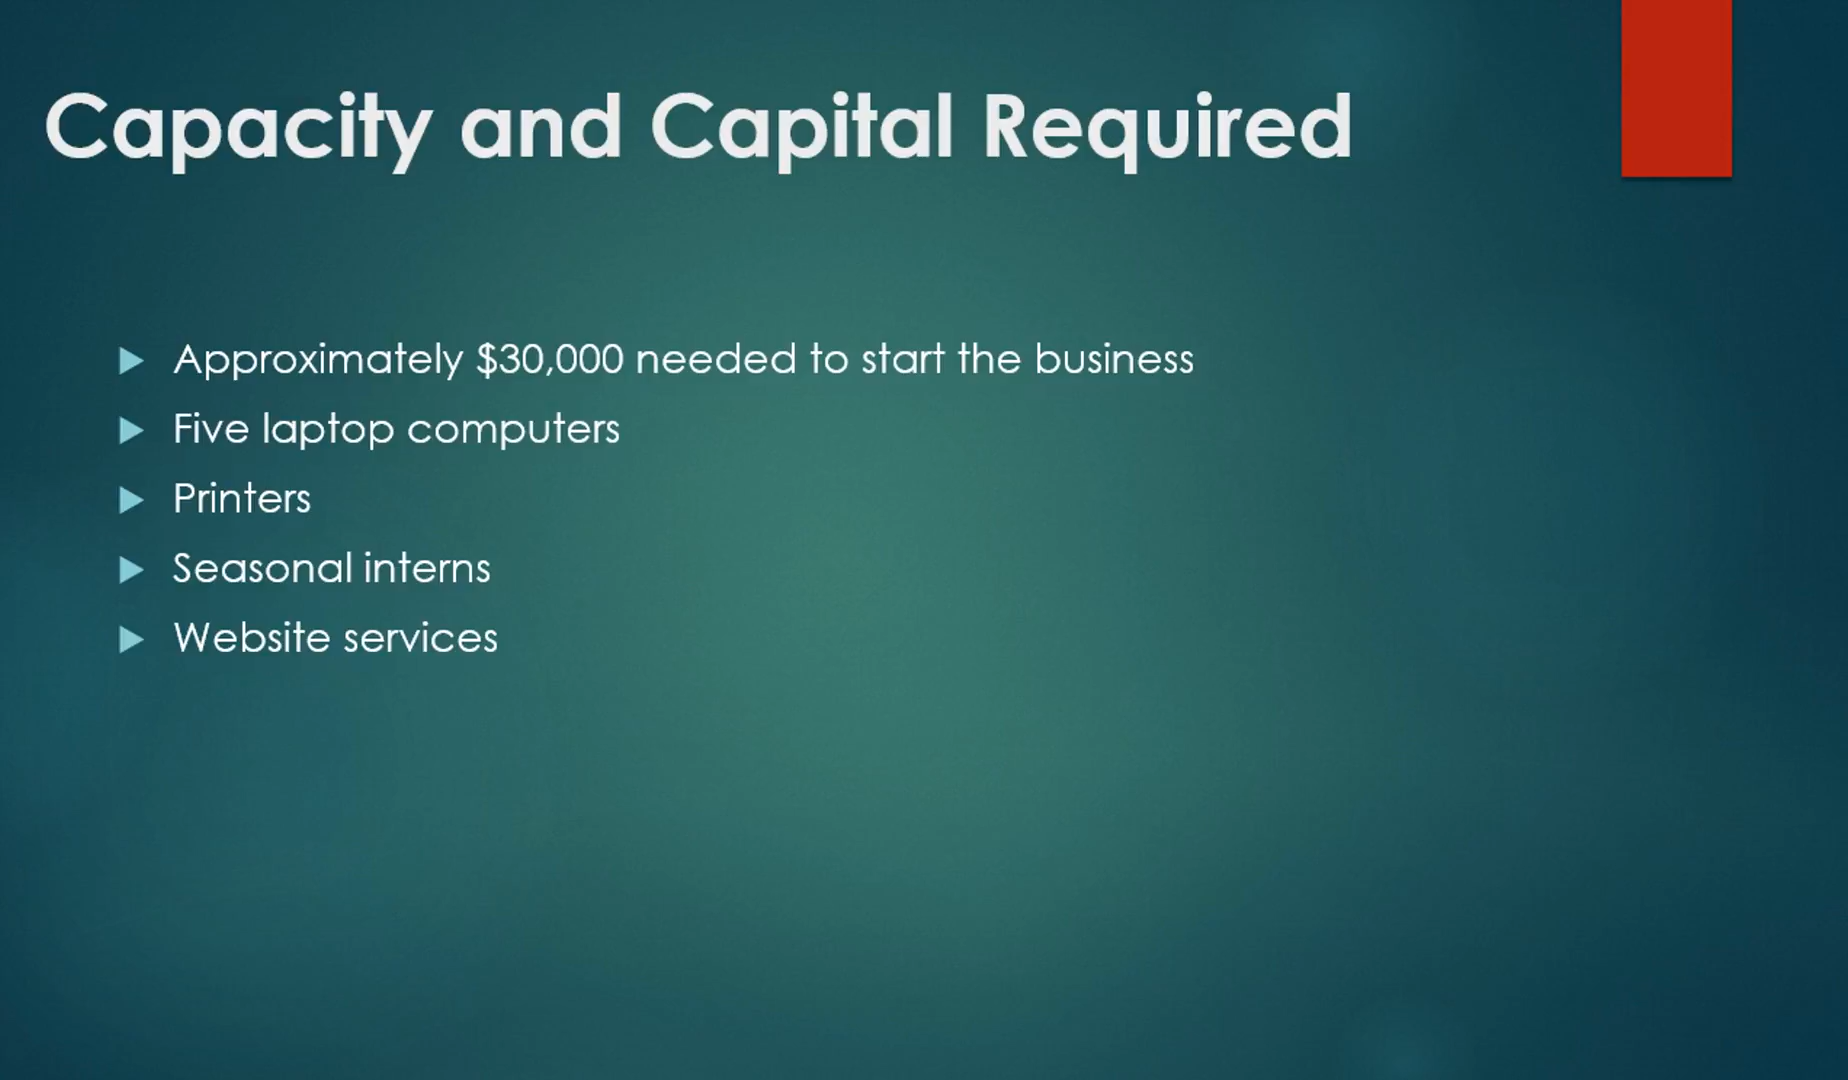 Capacity and Capital Required
Approximately $30,000 needed to start the business
Five laptop computers
Printers
Seasonal interns
Website services